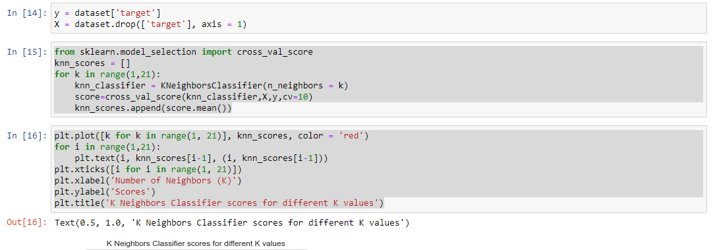 In [14]: y = dataset['target']
X = dataset.drop(['target'], axis = 1)
In [15]: from sklearn.model_selection import cross_val_score
knn_scores = []
for k in range(1,21):
    knn_classifier = KNeighborsClassifier(n_neighbors = k)
    score=cross_val_score(knn_classifier,X,y,cv=10)
    knn_scores.append(score.mean())
In [16]: plt.plot([k for k in range(1, 21)], knn_scores, color = 'red')
for i in range(1,21):
    plt.text(i, knn_scores[i-1], (i, knn_scores[i-1]))
plt.xticks([i for i in range(1, 21)])
plt.xlabel('Number of Neighbors (K)')
plt.ylabel('Scores')
plt.title('K Neighbors Classifier scores for different K values')
Out[16]: Text(0.5, 1.0, 'K Neighbors Classifier scores for different K values')
K Neighbors Classifier scores for different K values